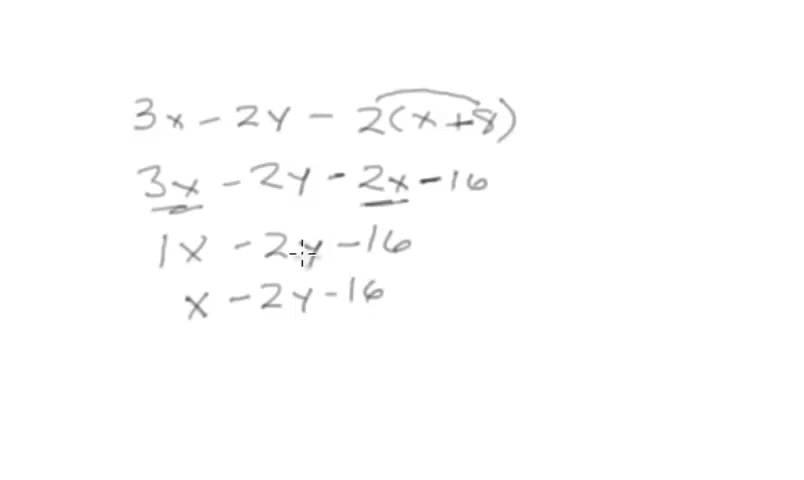 3x - 2y - 2(x + 8)
3x - 2y - 2x - 16
1x - 2y - 16
x - 2y - 16